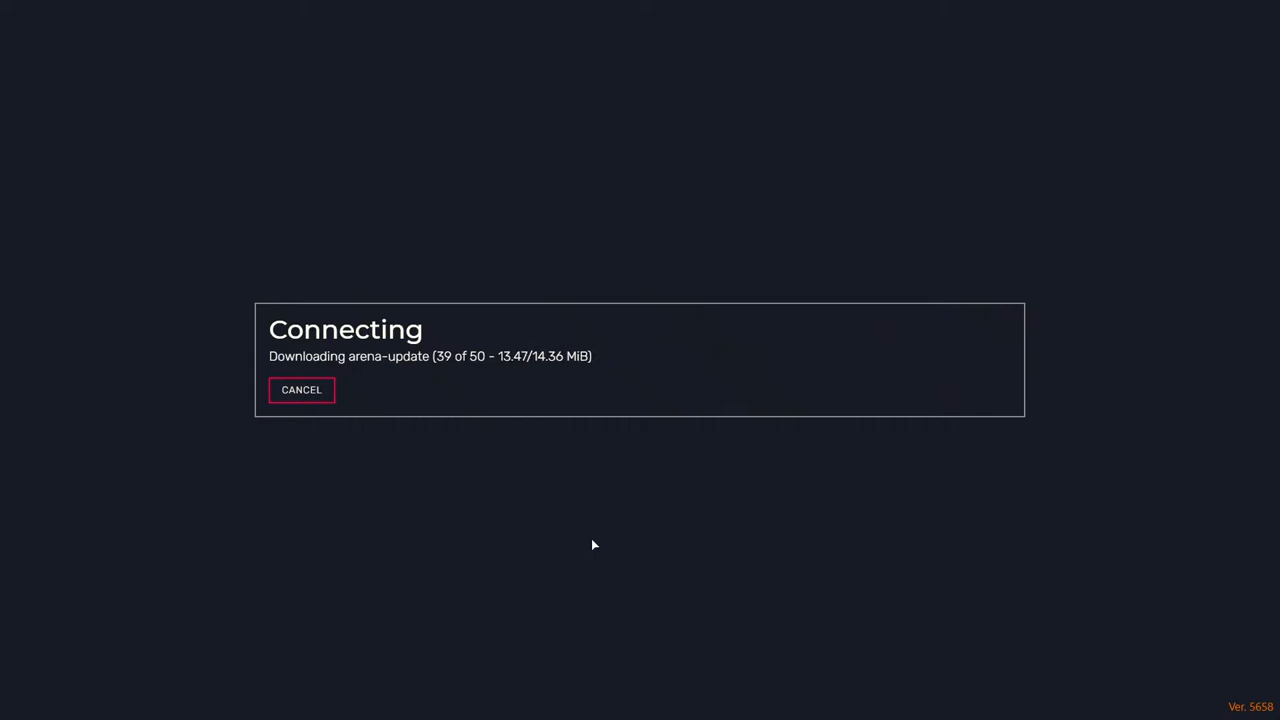 Connecting
Downloading arena-update (39 of 50 - 13.47/14.36 MiB)
CANCEL
Ver. 5658